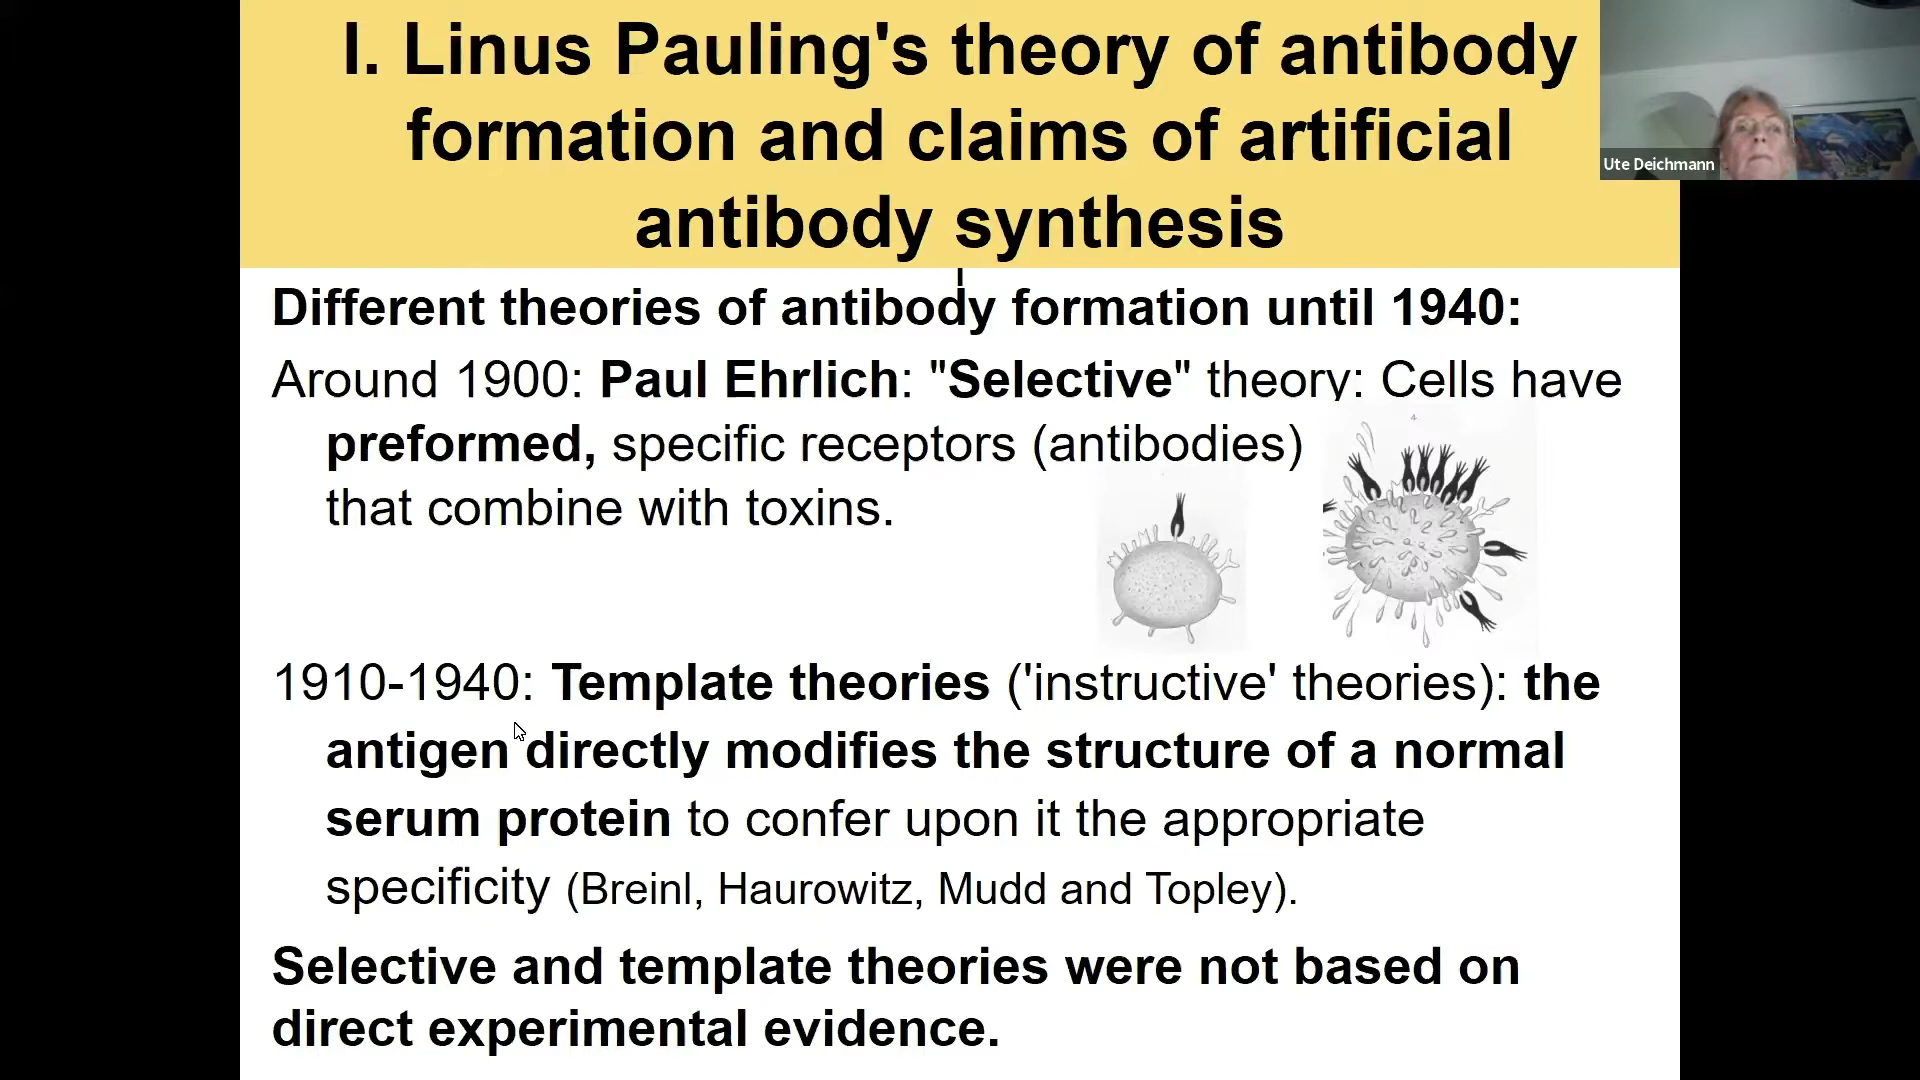 I. Linus Pauling's theory of antibody
formation and claims of artificial
antibody synthesis
Ute Deichmann
Different theories of antibody formation until 1940:
Around 1900: Paul Ehrlich: "Selective" theory: Cells have
preformed, specific receptors (antibodies)
that combine with toxins.
4
1910-1940: Template theories ('instructive' theories): the
antigen directly modifies the structure of a normal
serum protein to confer upon it the appropriate
specificity (Breinl, Haurowitz, Mudd and Topley).
Selective and template theories were not based on
direct experimental evidence.